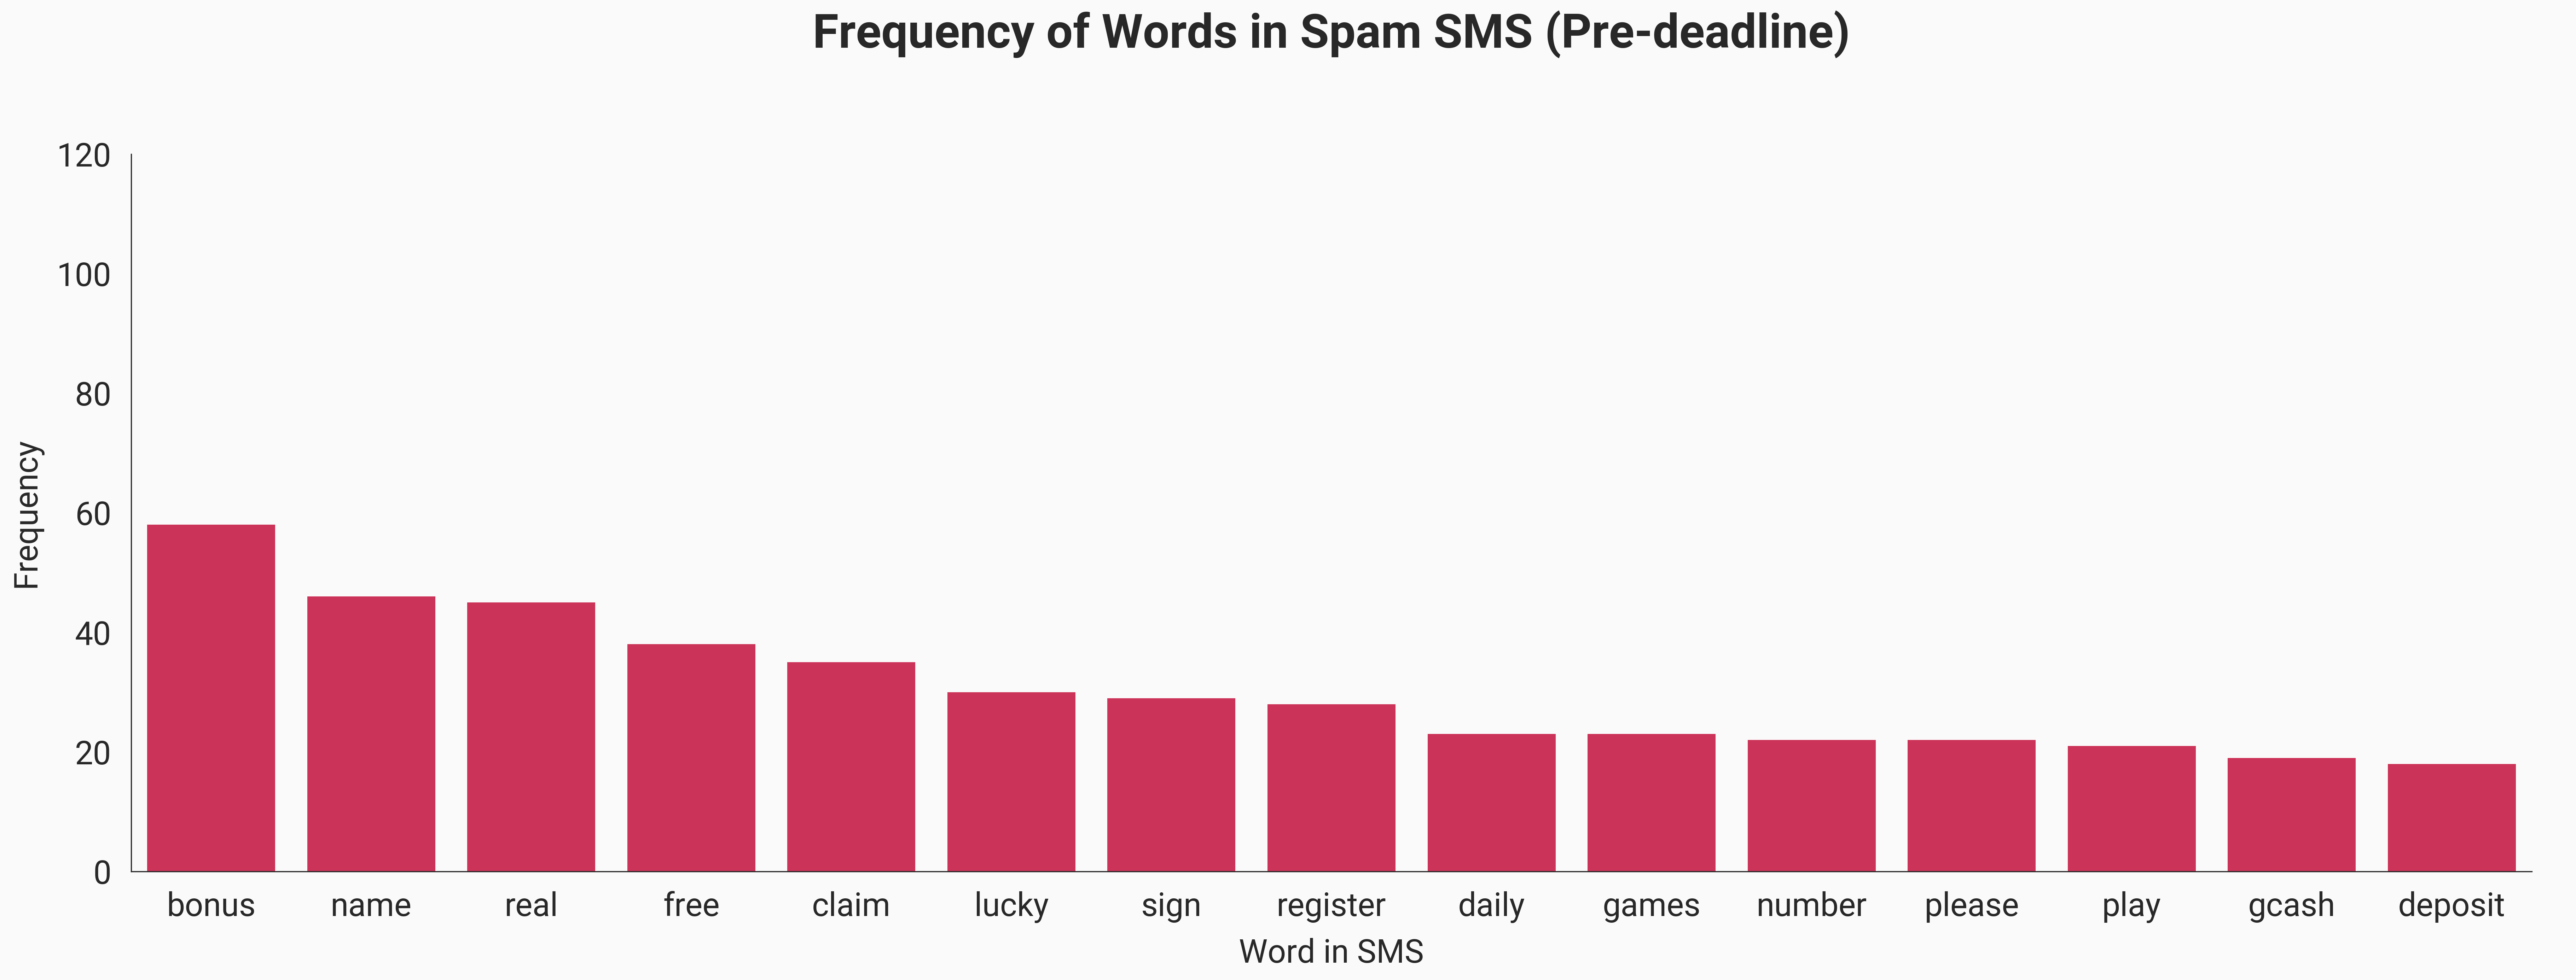 Frequency of Words in Spam SMS (Pre-deadline)
120
100
80
60
40
20
0
Frequency
bonus name real free claim lucky sign register daily games number please play gcash deposit
Word in SMS